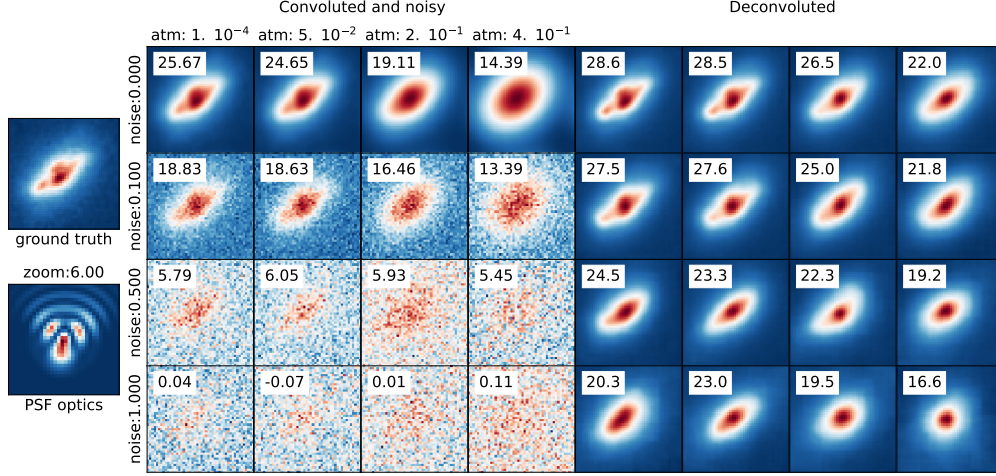 Convoluted and noisy
Deconvoluted
atm: 1. 10⁻⁴ atm: 5. 10⁻² atm: 2. 10⁻¹ atm: 4. 10⁻¹
noise:0.000
25.67 24.65 19.11 14.39 28.6 28.5 26.5 22.0
noise:0.100
18.83 18.63 16.46 13.39 27.5 27.6 25.0 21.8
ground truth
noise:0.500
5.79 6.05 5.93 5.45 24.5 23.3 22.3 19.2
zoom:6.00
PSF optics
noise:1.000
0.04 -0.07 0.01 0.11 20.3 23.0 19.5 16.6